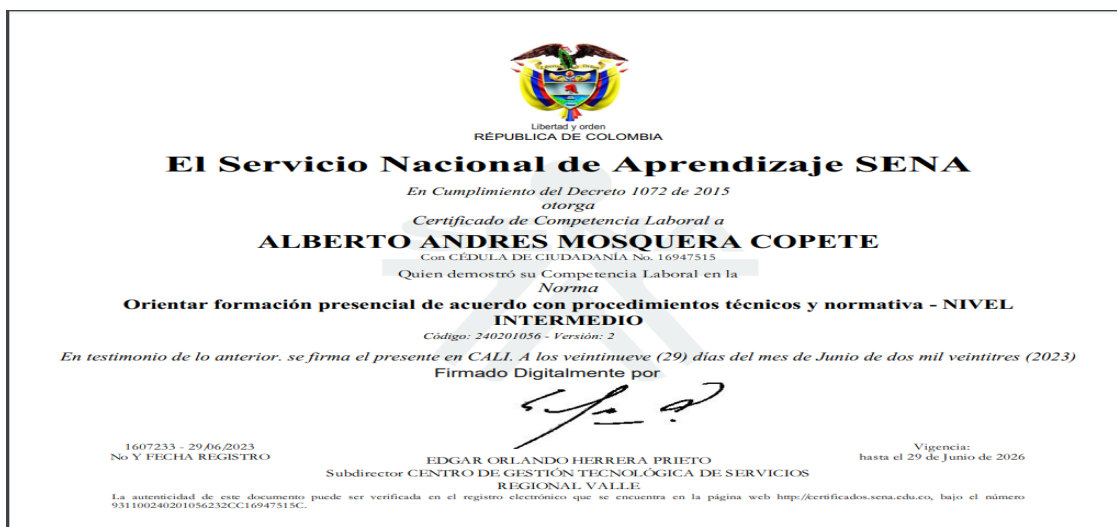 Libertad y orden
RÉPUBLICA DE COLOMBIA
El Servicio Nacional de Aprendizaje SENA
En Cumplimiento del Decreto 1072 de 2015
otorga
Certificado de Competencia Laboral a
ALBERTO ANDRES MOSQUERA COPETE
Con CÉDULA DE CIUDADANÍA No. 16947515
Quien demostró su Competencia Laboral en la
Norma
Orientar formación presencial de acuerdo con procedimientos técnicos y normativa - NIVEL
INTERMEDIO
Código: 240201056 - Versión: 2
En testimonio de lo anterior. se firma el presente en CALI. A los veintinueve (29) días del mes de Junio de dos mil veintitres (2023)
Firmado Digitalmente por
1607233 - 29/06/2023
No Y FECHA REGISTRO
EDGAR ORLANDO HERRERA PRIETO
Subdirector CENTRO DE GESTIÓN TECNOLÓGICA DE SERVICIOS
REGIONAL VALLE
Vigencia:
hasta el 29 de Junio de 2026
La autenticidad de este documento puede ser verificada en el registro electrónico que se encuentra en la página web http://certificados.sena.edu.co, bajo el número
931100240201056232CC16947515C.
SENA